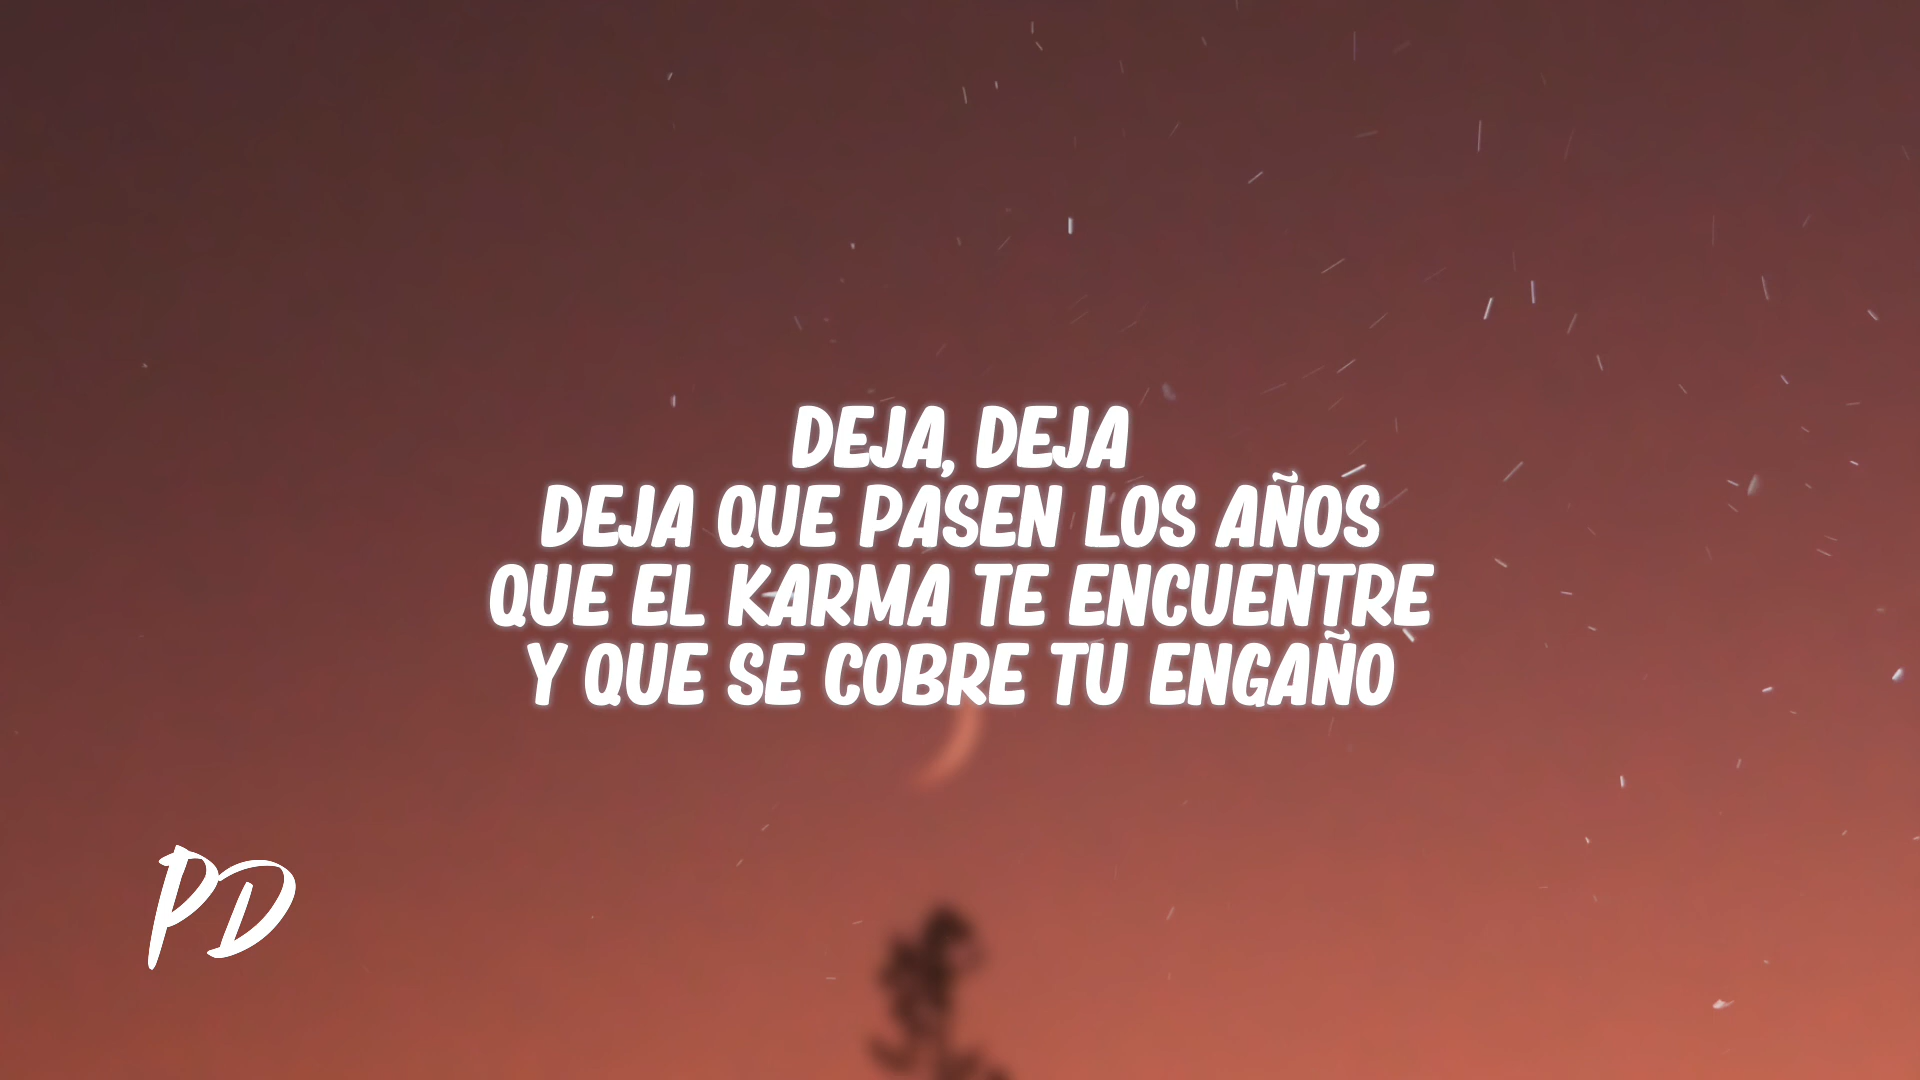 DEJA, DEJA
DEJA QUE PASEN LOS AÑOS
QUE EL KARMA TE ENCUENTRE
Y QUE SE COBRE TU ENGAÑO
PD